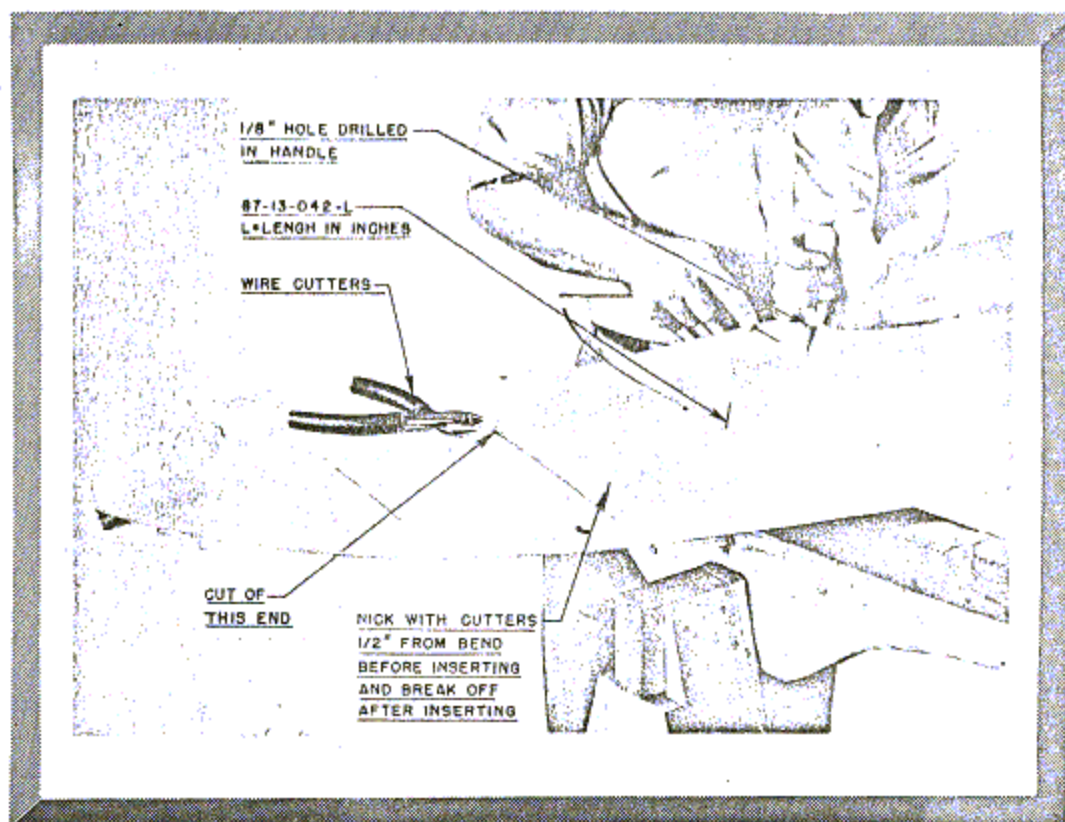 1/8" HOLE DRILLED
IN HANDLE
87-13-042-L
L=LENGH IN INCHES
WIRE CUTTERS
CUT OF
THIS END
NICK WITH CUTTERS
1/2" FROM BEND
BEFORE INSERTING
AND BREAK OFF
AFTER INSERTING